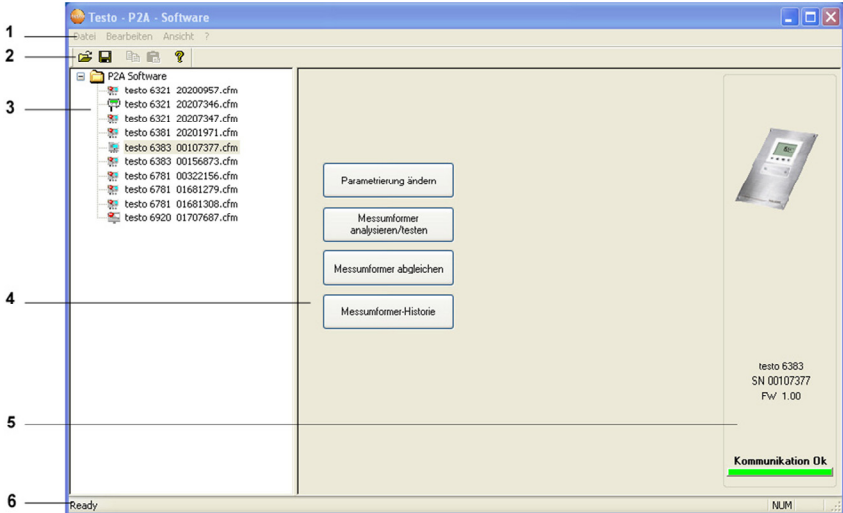 Testo - P2A - Software
1
Datei Bearbeiten Ansicht ?
2
P2A Software
3
testo 6321 20200957.cfm
testo 6321 20207346.cfm
testo 6321 20207347.cfm
testo 6381 20201971.cfm
testo 6383 00107377.cfm
testo 6383 00156873.cfm
testo 6781 00322156.cfm
testo 6781 01681279.cfm
testo 6781 01681308.cfm
testo 6920 01707687.cfm
Parametrierung ändern
Messumformer
analysieren/testen
Messumformer abgleichen
4
Messumformer-Historie
testo 6383
SN 00107377
FW 1.00
5
Kommunikation Ok
6
Ready
NUM